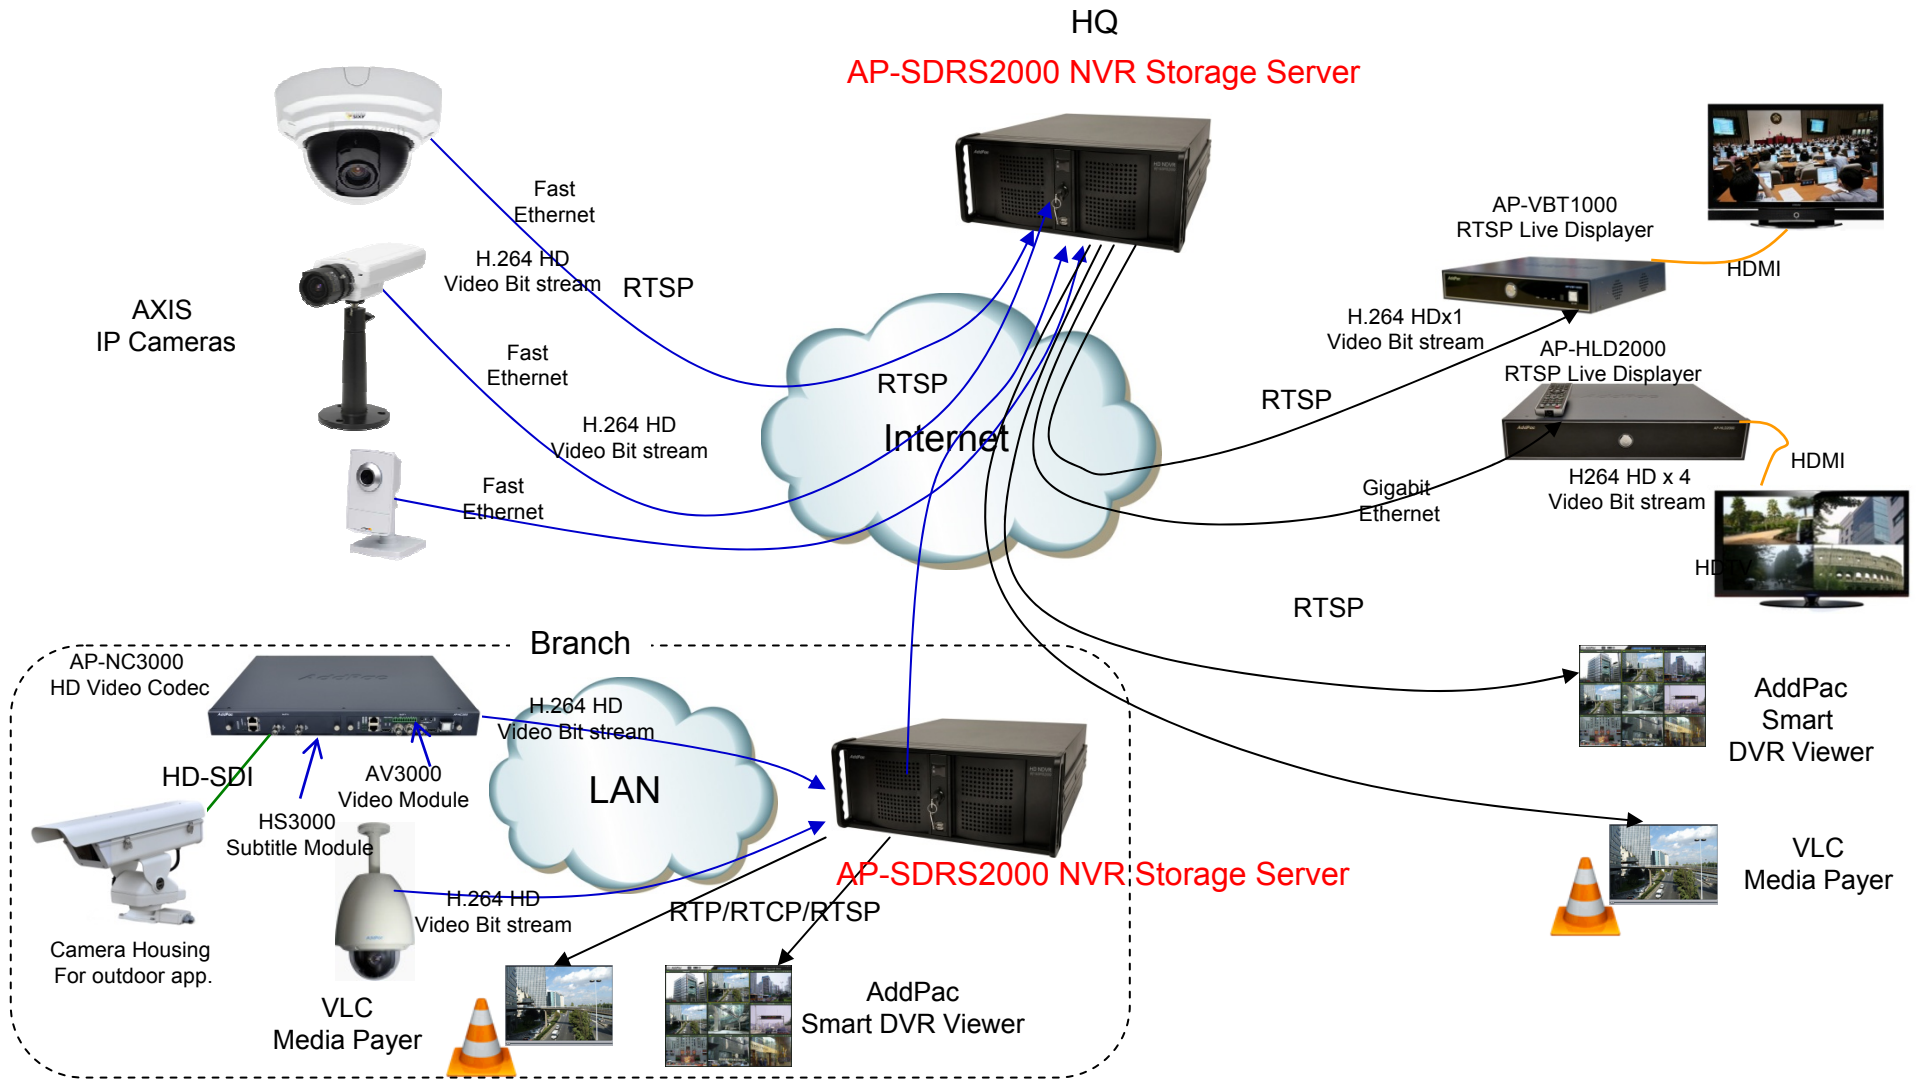 HQ
AP-SDRS2000 NVR Storage Server
Fast
Ethernet
H.264 HD
Video Bit stream
RTSP
AXIS
IP Cameras
Fast
Ethernet
H.264 HD
Video Bit stream
Fast
Ethernet
RTSP
Internet
AP-VBT1000
RTSP Live Displayer
HDMI
H.264 HDx1
Video Bit stream
AP-HLD2000
RTSP Live Displayer
RTSP
AddPac
HDMI
H264 HD x 4
Video Bit stream
Gigabit
Ethernet
HDTV
RTSP
AddPac
Smart
DVR Viewer
VLC
Media Payer
Branch
AP-NC3000
HD Video Codec
AddPac
H.264 HD
Video Bit stream
LAN
HD-SDI
AV3000
Video Module
HS3000
Subtitle Module
AP-SDRS2000 NVR Storage Server
H.264 HD
Video Bit stream
RTP/RTCP/RTSP
Camera Housing
For outdoor app.
VLC
Media Payer
AddPac
Smart DVR Viewer